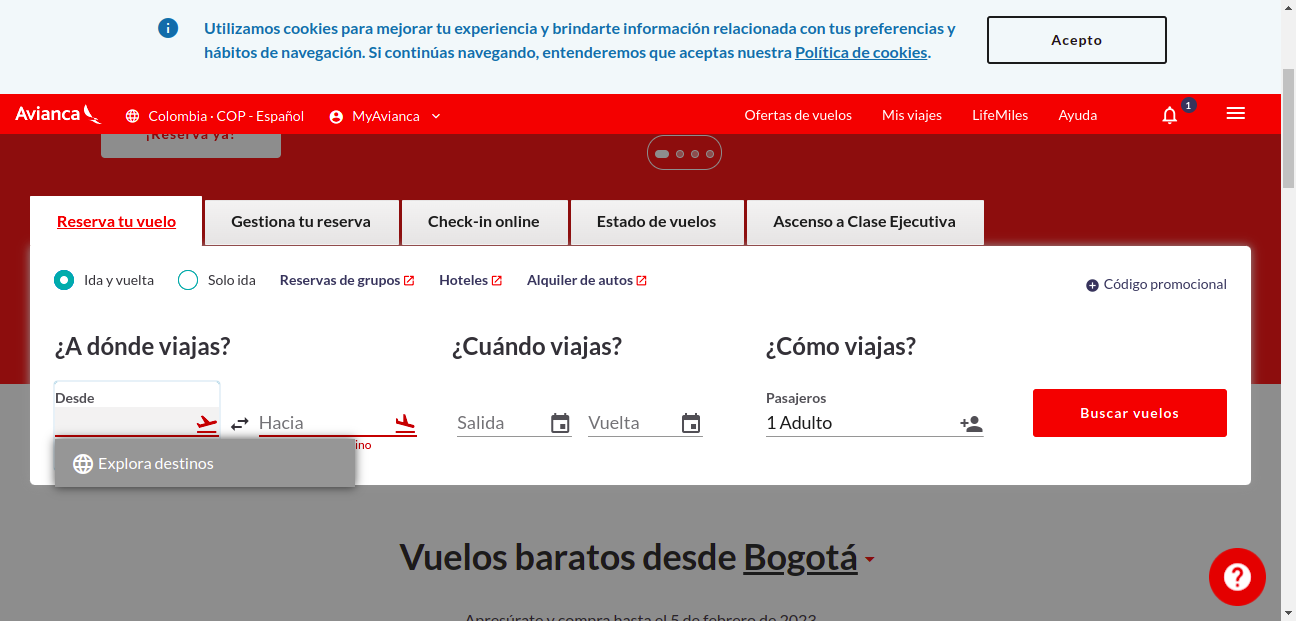 Utilizamos cookies para mejorar tu experiencia y brindarte información relacionada con tus preferencias y
hábitos de navegación. Si continúas navegando, entenderemos que aceptas nuestra Política de cookies.
Acepto
Avianca
Colombia · COP - Español
MyAvianca
Ofertas de vuelos
Mis viajes
LifeMiles
Ayuda
1
¡Reserva ya!
Reserva tu vuelo
Gestiona tu reserva
Check-in online
Estado de vuelos
Ascenso a Clase Ejecutiva
Ida y vuelta
Solo ida
Reservas de grupos
Hoteles
Alquiler de autos
Código promocional
¿A dónde viajas?
¿Cuándo viajas?
¿Cómo viajas?
Desde
Hacia
Salida
Vuelta
Pasajeros
1 Adulto
Buscar vuelos
ino
Explora destinos
Vuelos baratos desde Bogotá
Apresúrate y compra hasta el 5 de febrero de 2023